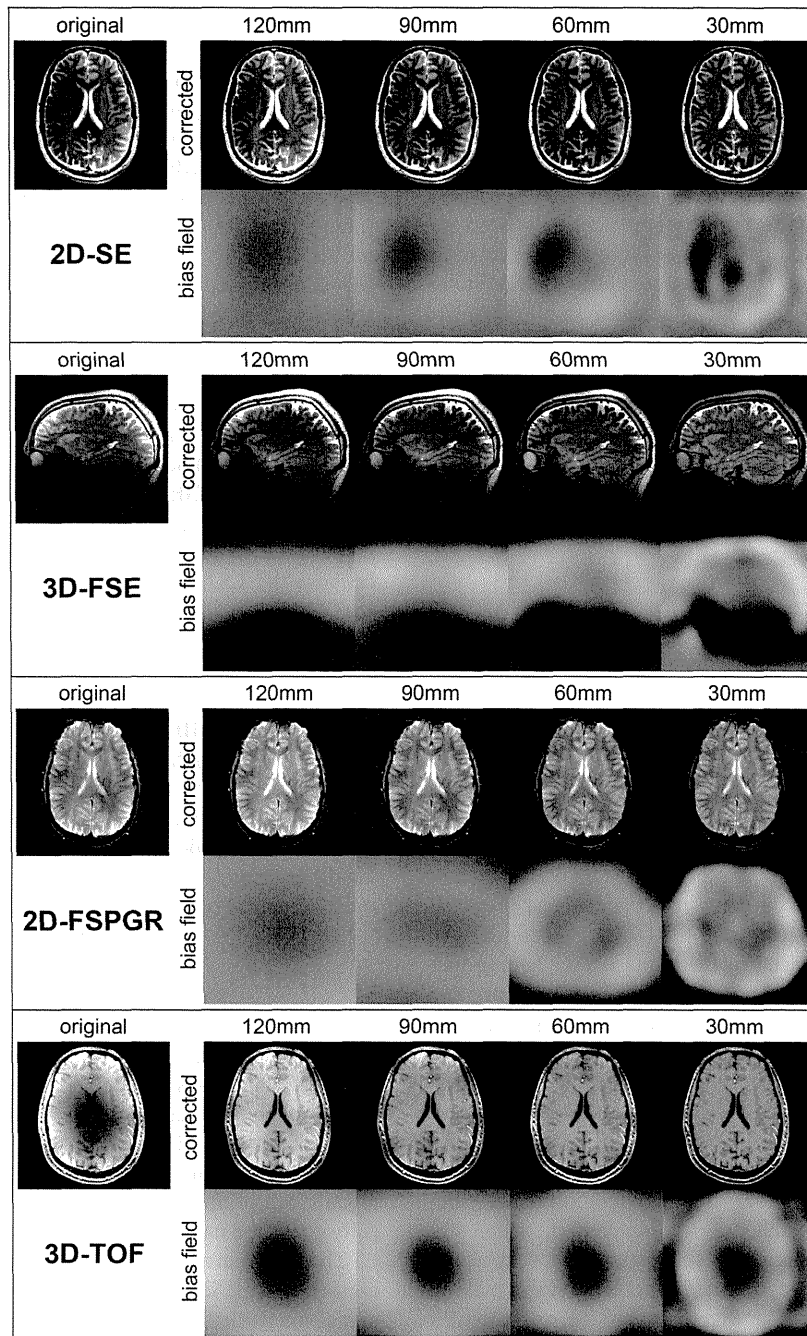 original 120mm 90mm 60mm 30mm
corrected
2D-SE
bias field
original 120mm 90mm 60mm 30mm
corrected
3D-FSE
bias field
original 120mm 90mm 60mm 30mm
corrected
2D-FSPGR
bias field
original 120mm 90mm 60mm 30mm
corrected
3D-TOF
bias field